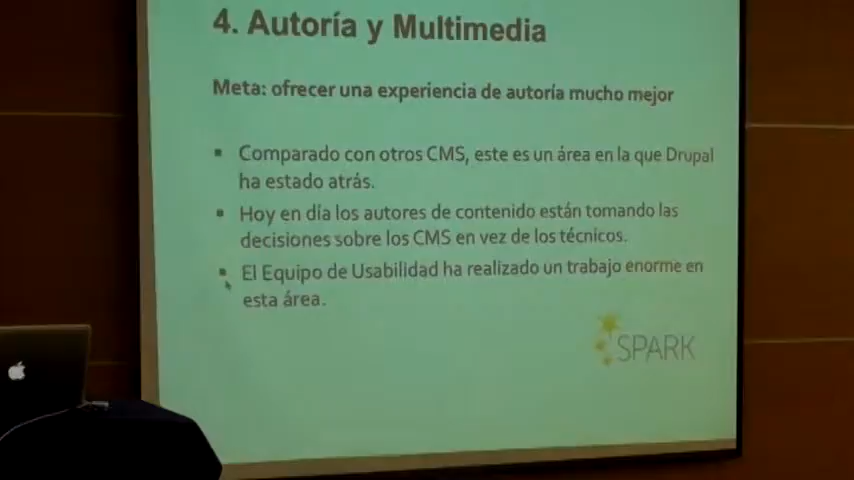 4. Autoría y Multimedia
Meta: ofrecer una experiencia de autoría mucho mejor
Comparado con otros CMS, este es un área en la que Drupal
ha estado atrás.
Hoy en día los autores de contenido están tomando las
decisiones sobre los CMS en vez de los técnicos.
El Equipo de Usabilidad ha realizado un trabajo enorme en
esta área.
SPARK